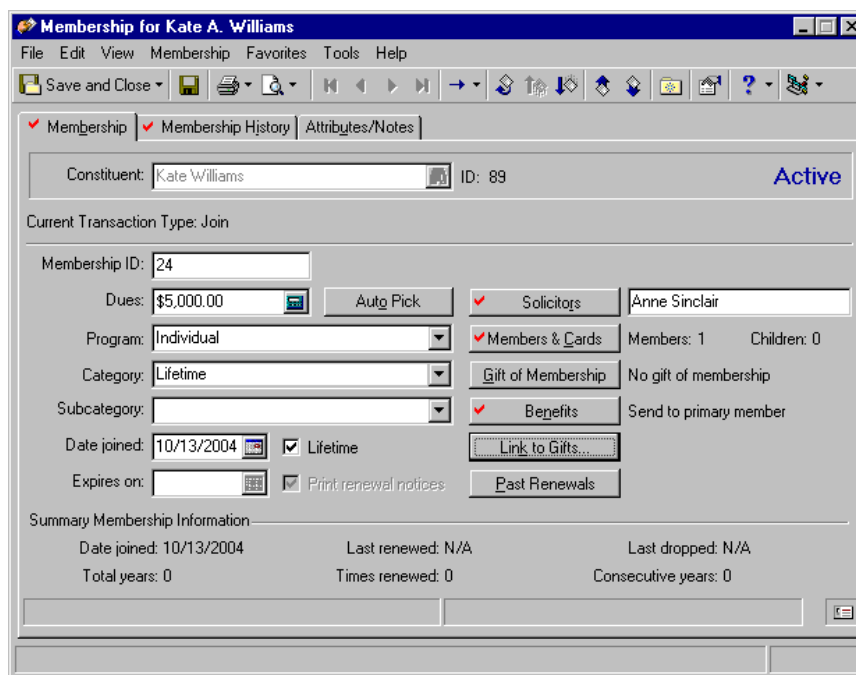 Membership for Kate A. Williams
File Edit View Membership Favorites Tools Help
Save and Close ?
Membership Membership History Attributes/Notes
Constituent: Kate Williams ID: 89 Active
Current Transaction Type: Join
Membership ID: 24
Dues: $5,000.00 Auto Pick Solicitors Anne Sinclair
Program: Individual Members & Cards Members: 1 Children: 0
Category: Lifetime Gift of Membership No gift of membership
Subcategory: Benefits Send to primary member
Date joined: 10/13/2004 Lifetime Link to Gifts...
Expires on: Print renewal notices Past Renewals
Summary Membership Information
Date joined: 10/13/2004 Last renewed: N/A Last dropped: N/A
Total years: 0 Times renewed: 0 Consecutive years: 0